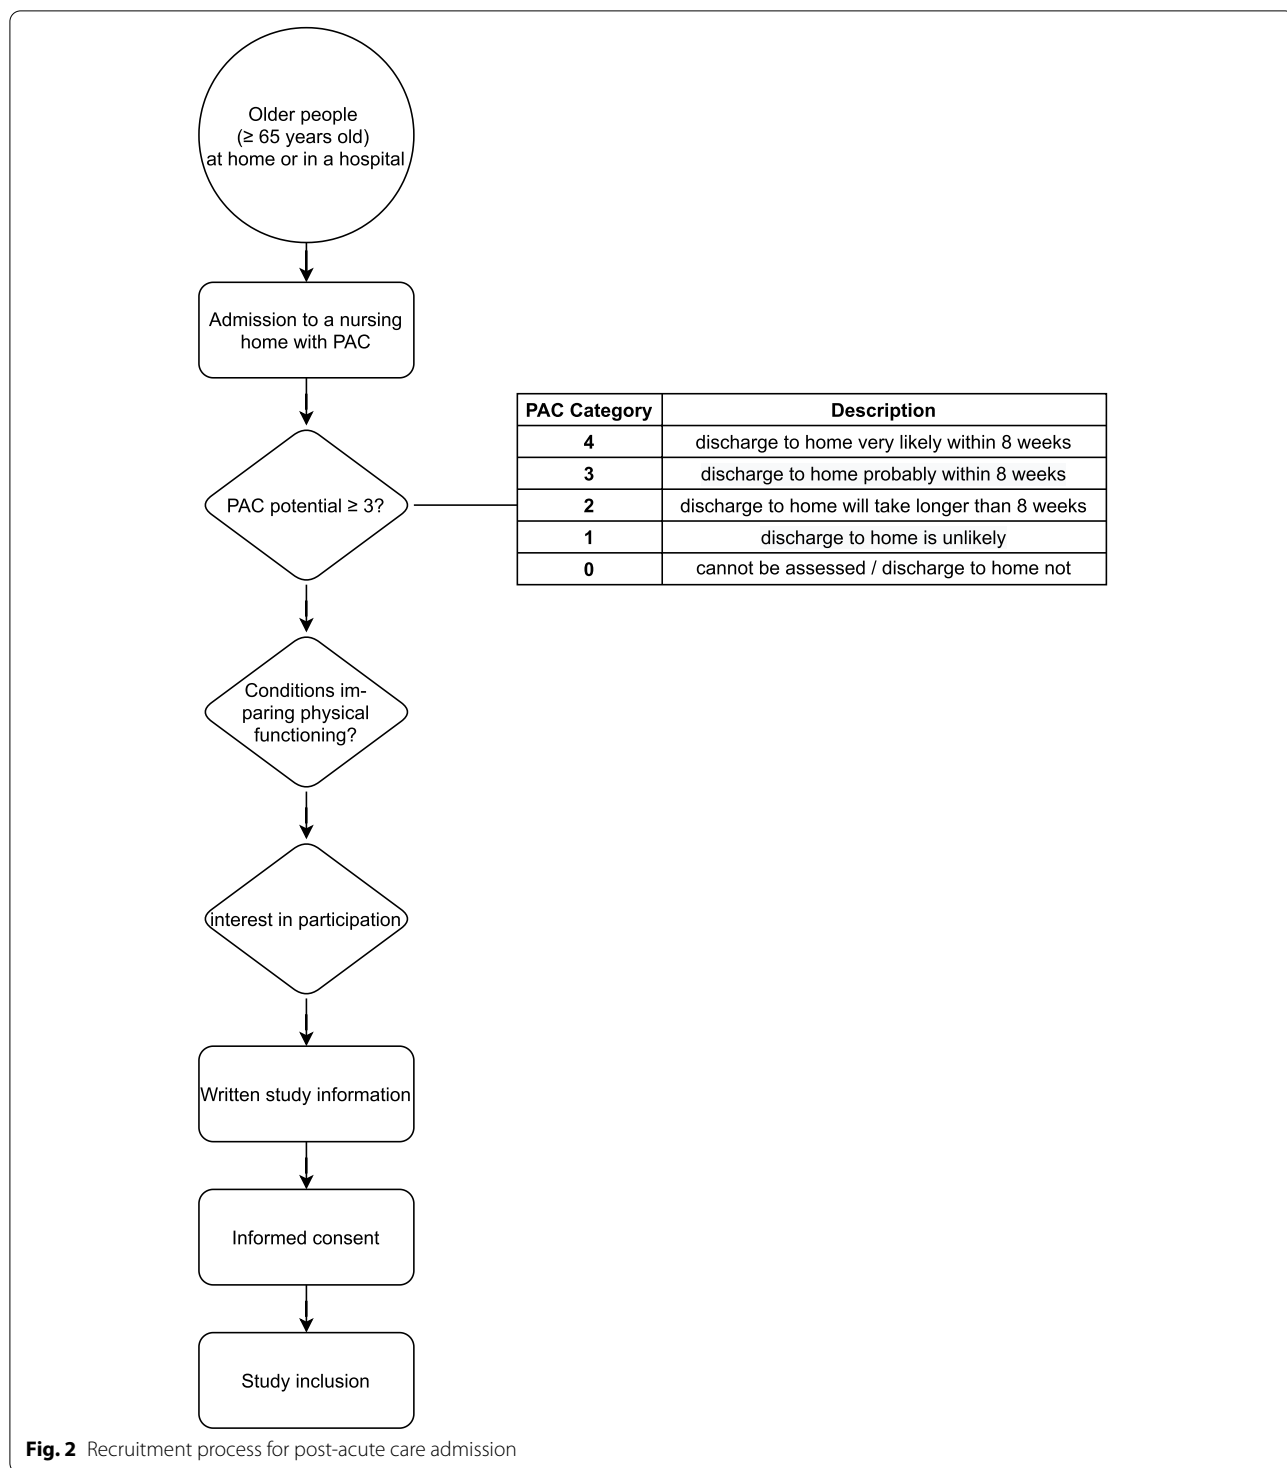 Older people
(≥ 65 years old)
at home or in a hospital
Admission to a nursing
home with PAC
PAC potential ≥ 3?
PAC Category Description
4 discharge to home very likely within 8 weeks
3 discharge to home probably within 8 weeks
2 discharge to home will take longer than 8 weeks
1 discharge to home is unlikely
0 cannot be assessed / discharge to home not
Conditions im-
paring physical
functioning?
interest in participation
Written study information
Informed consent
Study inclusion
Fig. 2 Recruitment process for post-acute care admission